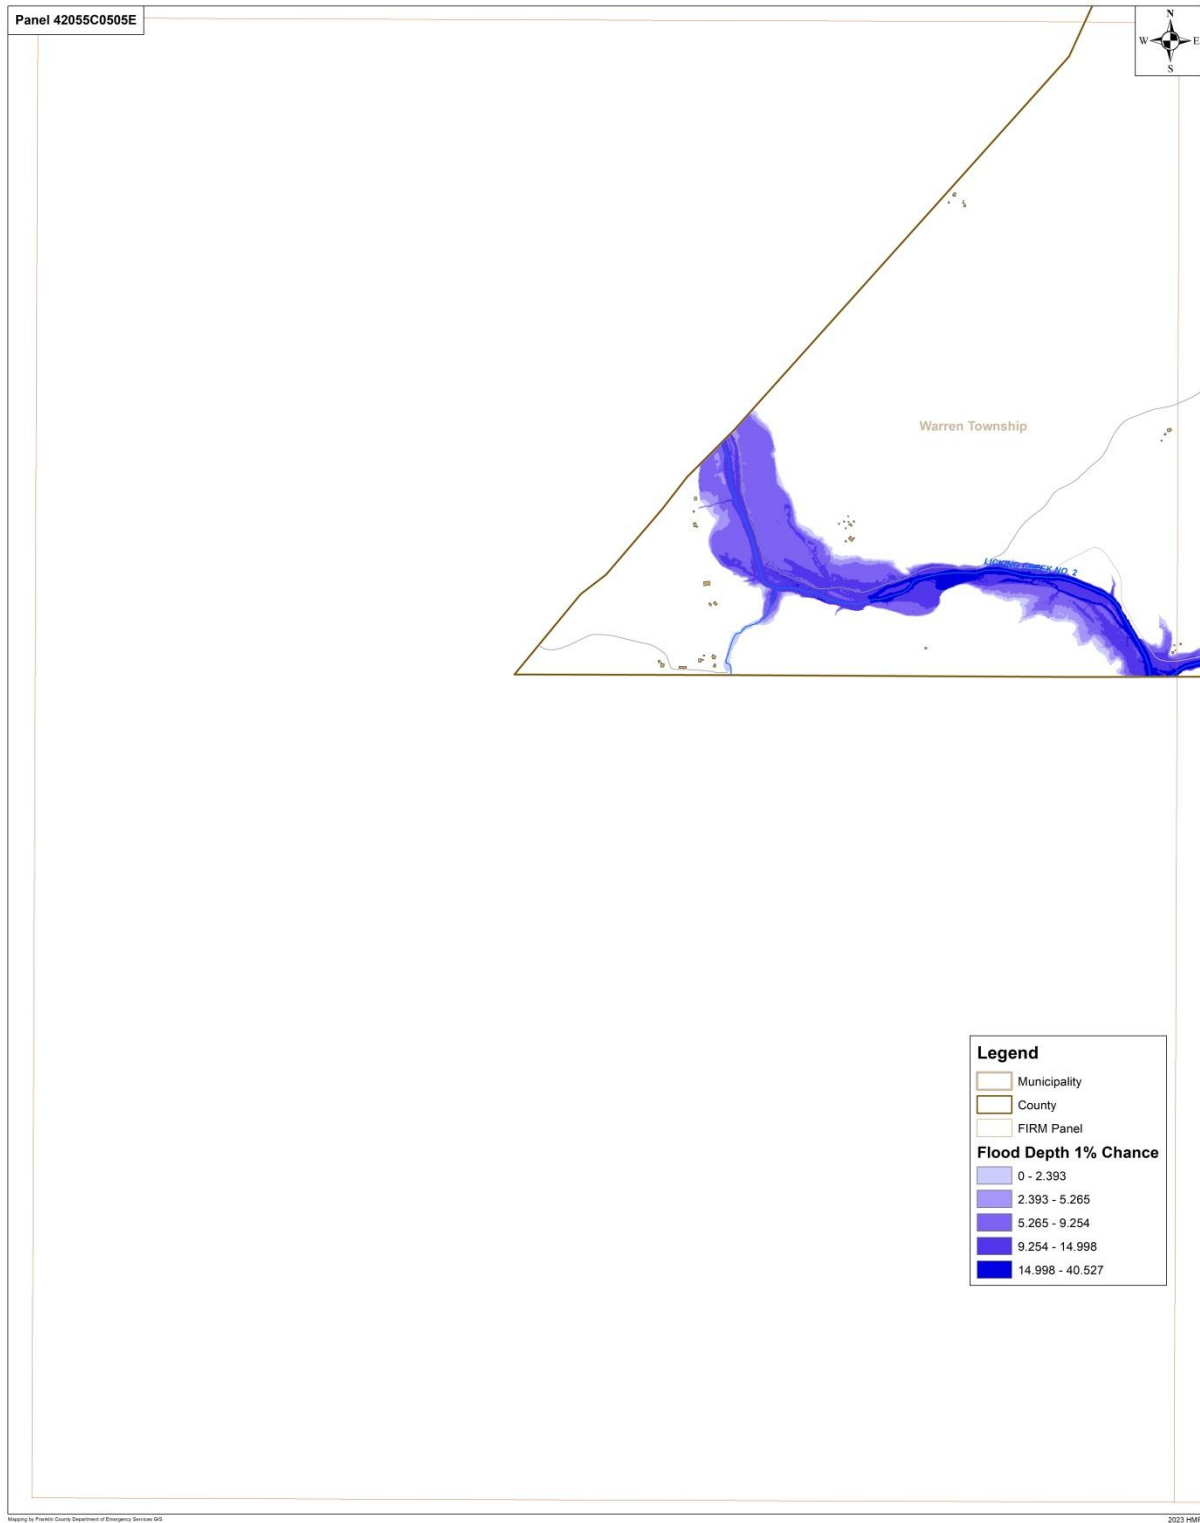 Panel 42055C0505E
N
W
E
S
Warren Township
LICKING CREEK NO. 2
Legend
Municipality
County
FIRM Panel
Flood Depth 1% Chance
0 - 2.393
2.393 - 5.265
5.265 - 9.254
9.254 - 14.998
14.998 - 40.527
Mapping by Franklin County Department of Emergency Services GIS
2023 HMP